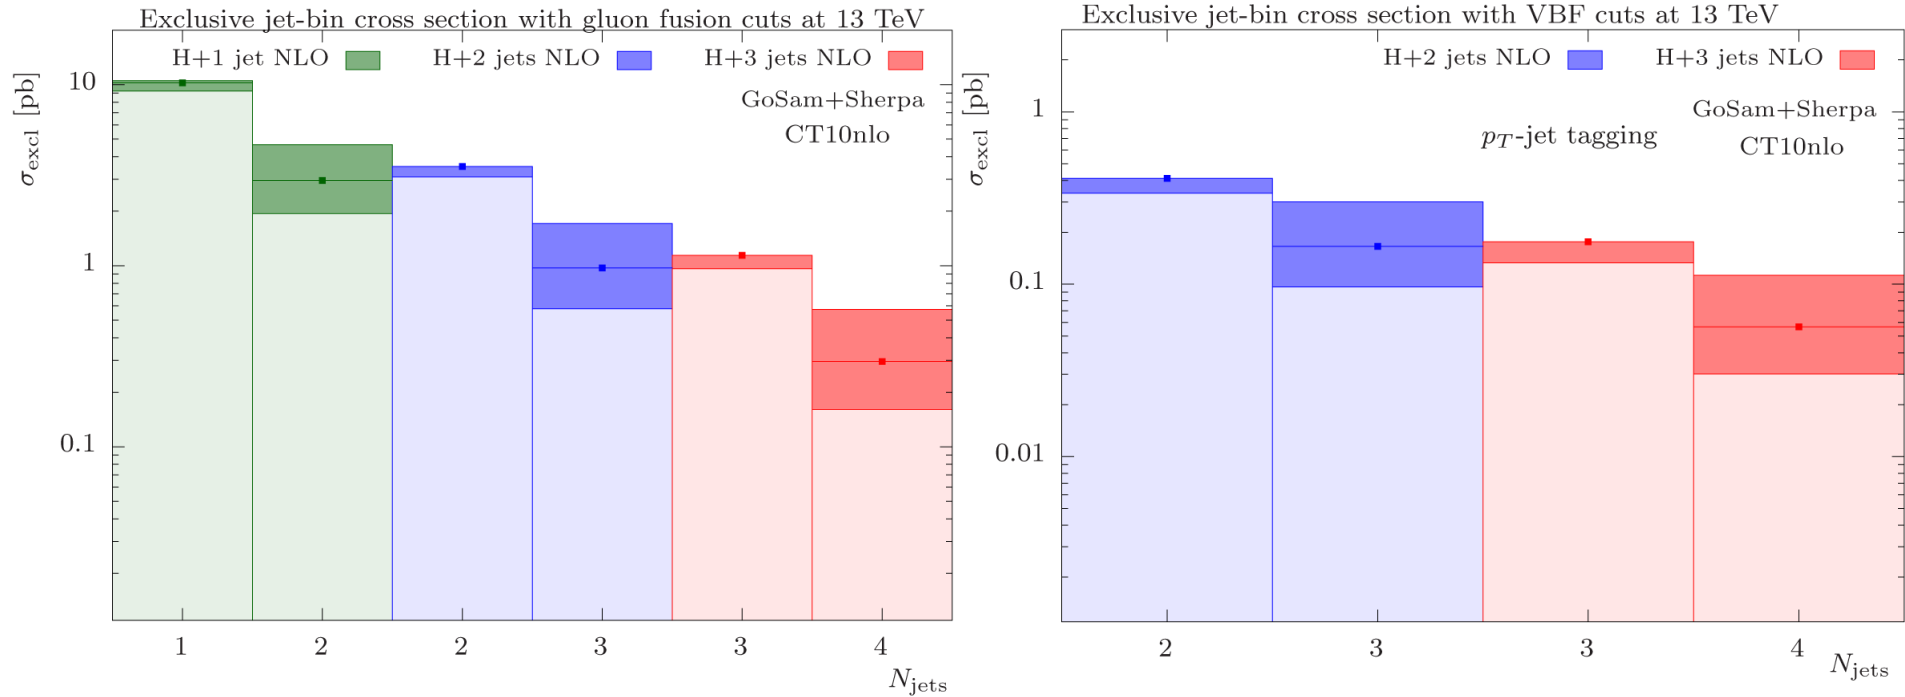 Exclusive jet-bin cross section with gluon fusion cuts at 13 TeV
H+1 jet NLO
H+2 jets NLO
H+3 jets NLO
GoSam+Sherpa
CT10nlo
σexcl [pb]
10
1
0.1
1
2
2
3
3
4
Njets
Exclusive jet-bin cross section with VBF cuts at 13 TeV
H+2 jets NLO
H+3 jets NLO
GoSam+Sherpa
pT-jet tagging
CT10nlo
σexcl [pb]
1
0.1
0.01
2
3
3
4
Njets